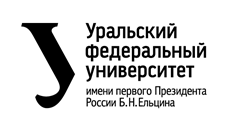 Уральский
федеральный
университет
имени первого Президента
России Б.Н.Ельцина